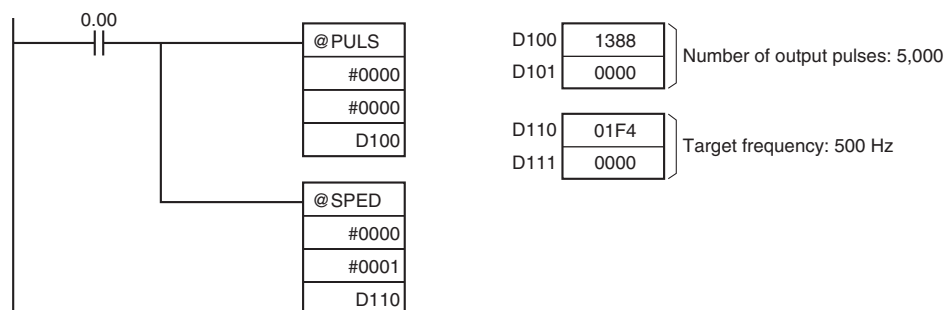 0.00
@PULS
#0000
#0000
D100
@SPED
#0000
#0001
D110
D100 1388
D101 0000
Number of output pulses: 5,000
D110 01F4
D111 0000
Target frequency: 500 Hz